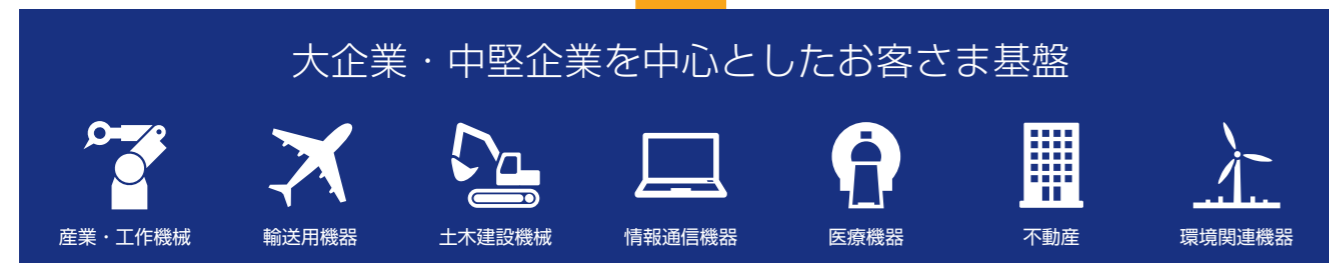 大企業・中堅企業を中心としたお客さま基盤
産業・工作機械
輸送用機器
土木建設機械
情報通信機器
医療機器
不動産
環境関連機器